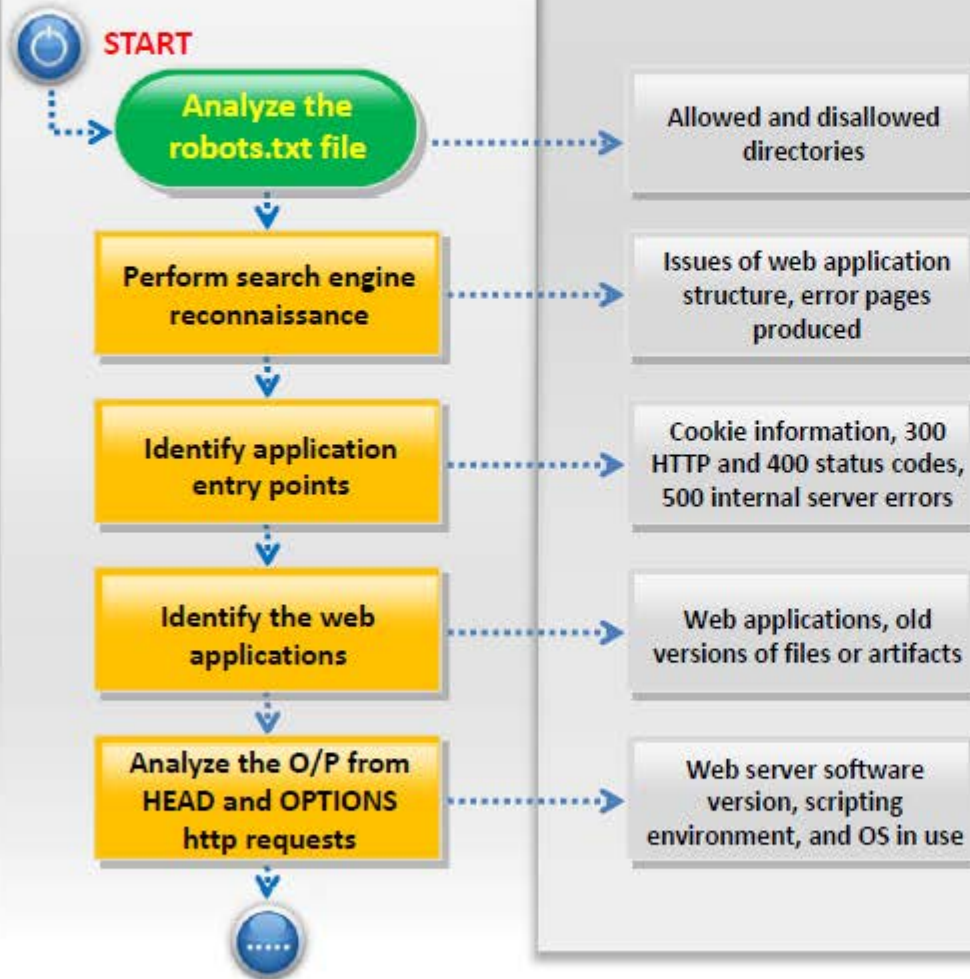 START
Analyze the
robots.txt file
Allowed and disallowed
directories
Perform search engine
reconnaissance
Issues of web application
structure, error pages
produced
Identify application
entry points
Cookie information, 300
HTTP and 400 status codes,
500 internal server errors
Identify the web
applications
Web applications, old
versions of files or artifacts
Analyze the O/P from
HEAD and OPTIONS
http requests
Web server software
version, scripting
environment, and OS in use